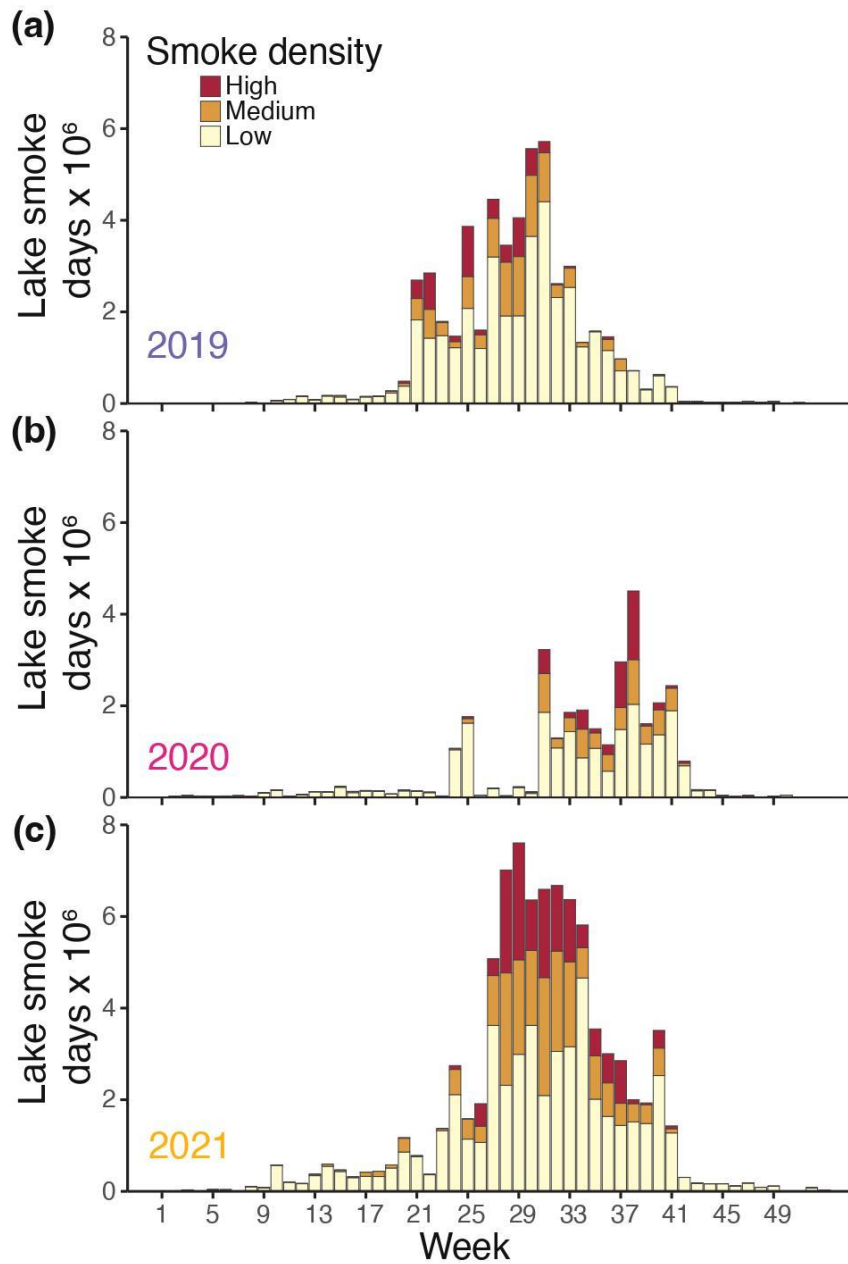 (a)
8
6
4
2
0
Lake smoke
days x 10⁶
Smoke density
High
Medium
Low
2019
(b)
8
6
4
2
0
Lake smoke
days x 10⁶
2020
(c)
8
6
4
2
0
Lake smoke
days x 10⁶
2021
1 5 9 13 17 21 25 29 33 37 41 45 49
Week